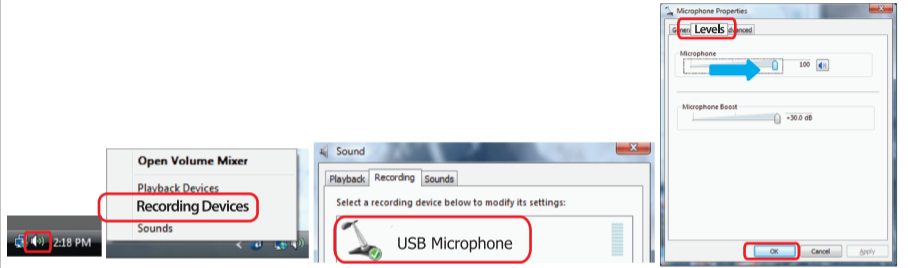 2:18 PM
Open Volume Mixer
Playback Devices
Recording Devices
Sounds
Sound
Playback Recording Sounds
Select a recording device below to modify its settings:
USB Microphone
Microphone Properties
Levels
Microphone
100
Microphone Boost
+30.0 dB
OK Cancel Apply